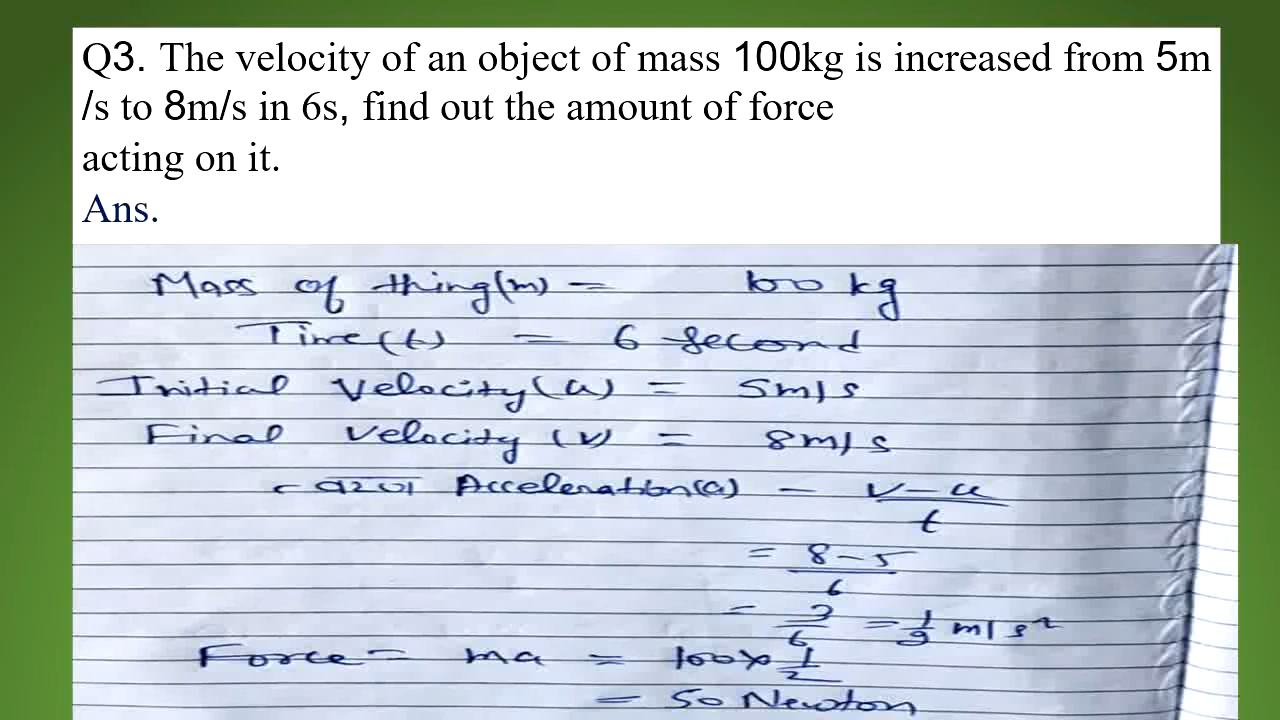 Q3. The velocity of an object of mass 100kg is increased from 5m
/s to 8m/s in 6s, find out the amount of force
acting on it.
Ans.
Mass of thing(m) = 100 kg
Time(t) = 6 second
Initial Velocity(u) = 5m/s
Final Velocity (v) = 8m/s
Acceleration(a) = v-u
t
= 8-5
6
= 3
6
= 1
m/s²
Force = ma = 100x 1
2
= 50 Newton